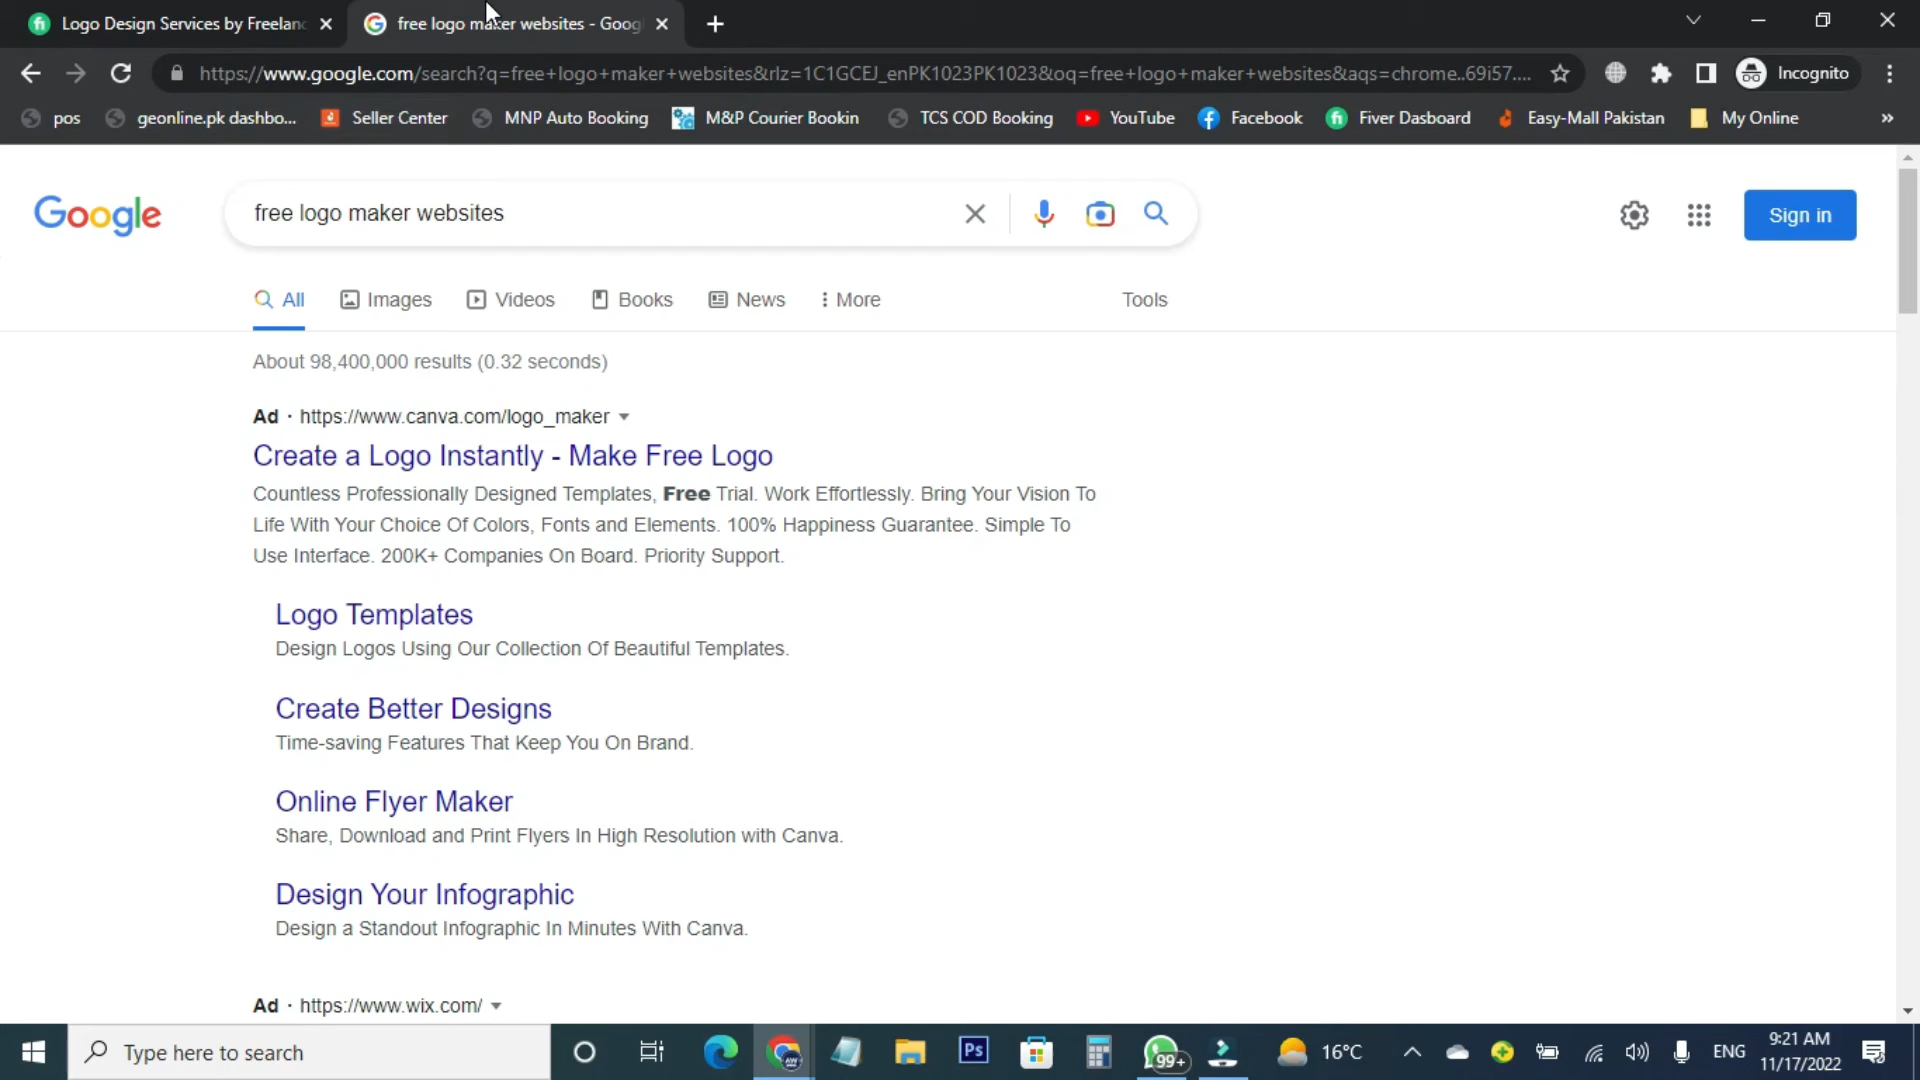 Logo Design Services by Freelanc
free logo maker websites - Goog
https://www.google.com/search?q=free+logo+maker+websites&rlz=1C1GCEJ_enPK1023PK1023&oq=free+logo+maker+websites&aqs=chrome..69i57....
Incognito
pos
geonline.pk dashbo...
Seller Center
MNP Auto Booking
M&P Courier Bookin
TCS COD Booking
YouTube
Facebook
Fiver Dasboard
Easy-Mall Pakistan
My Online
»
Google
free logo maker websites
Sign in
All
Images
Videos
Books
News
More
Tools
About 98,400,000 results (0.32 seconds)
Ad · https://www.canva.com/logo_maker
Create a Logo Instantly - Make Free Logo
Countless Professionally Designed Templates, Free Trial. Work Effortlessly. Bring Your Vision To
Life With Your Choice Of Colors, Fonts and Elements. 100% Happiness Guarantee. Simple To
Use Interface. 200K+ Companies On Board. Priority Support.
Logo Templates
Design Logos Using Our Collection Of Beautiful Templates.
Create Better Designs
Time-saving Features That Keep You On Brand.
Online Flyer Maker
Share, Download and Print Flyers In High Resolution with Canva.
Design Your Infographic
Design a Standout Infographic In Minutes With Canva.
Ad · https://www.wix.com/
Type here to search
Ps
99+
16°C
ENG
9:21 AM
11/17/2022